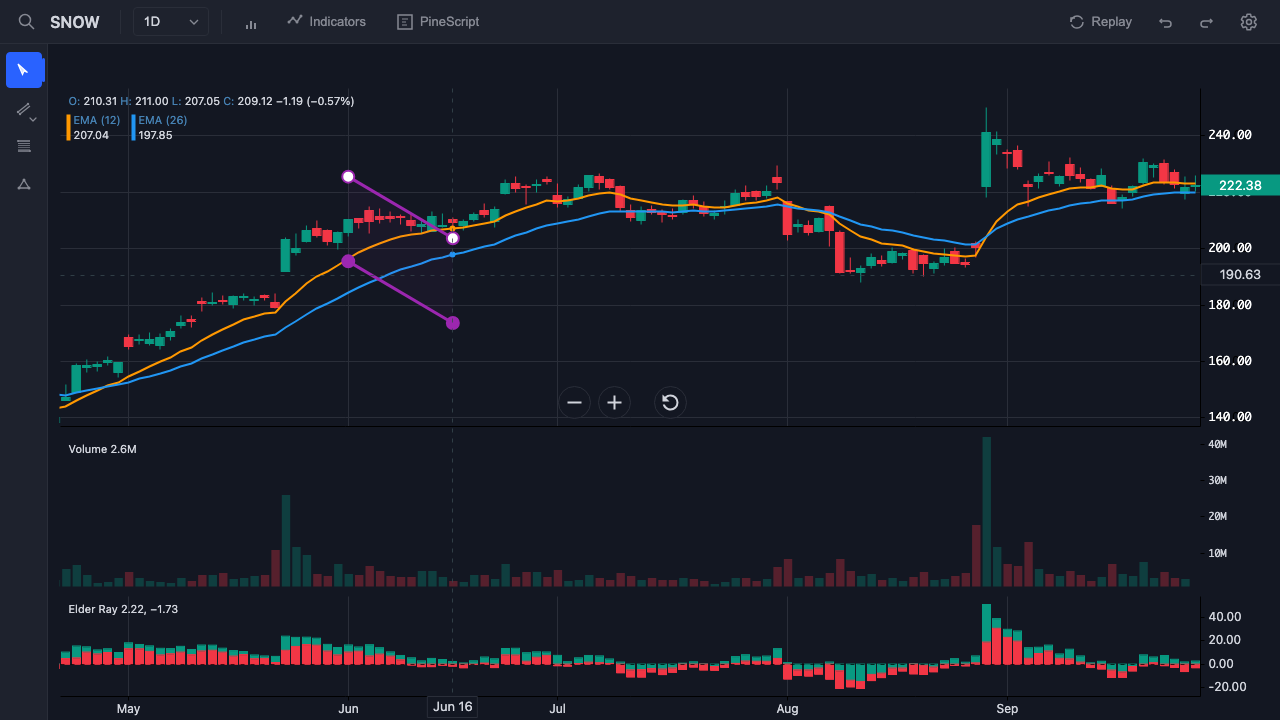 SNOW 1D Indicators PineScript Replay
O: 210.31 H: 211.00 L: 207.05 C: 209.12 −1.19 (−0.57%)
EMA (12) EMA (26)
207.04 197.85
240.00
222.38
200.00
190.63
180.00
160.00
140.00
Volume 2.6M
40M
30M
20M
10M
Elder Ray 2.22, −1.73
40.00
20.00
0.00
−20.00
May Jun Jun 16 Jul Aug Sep